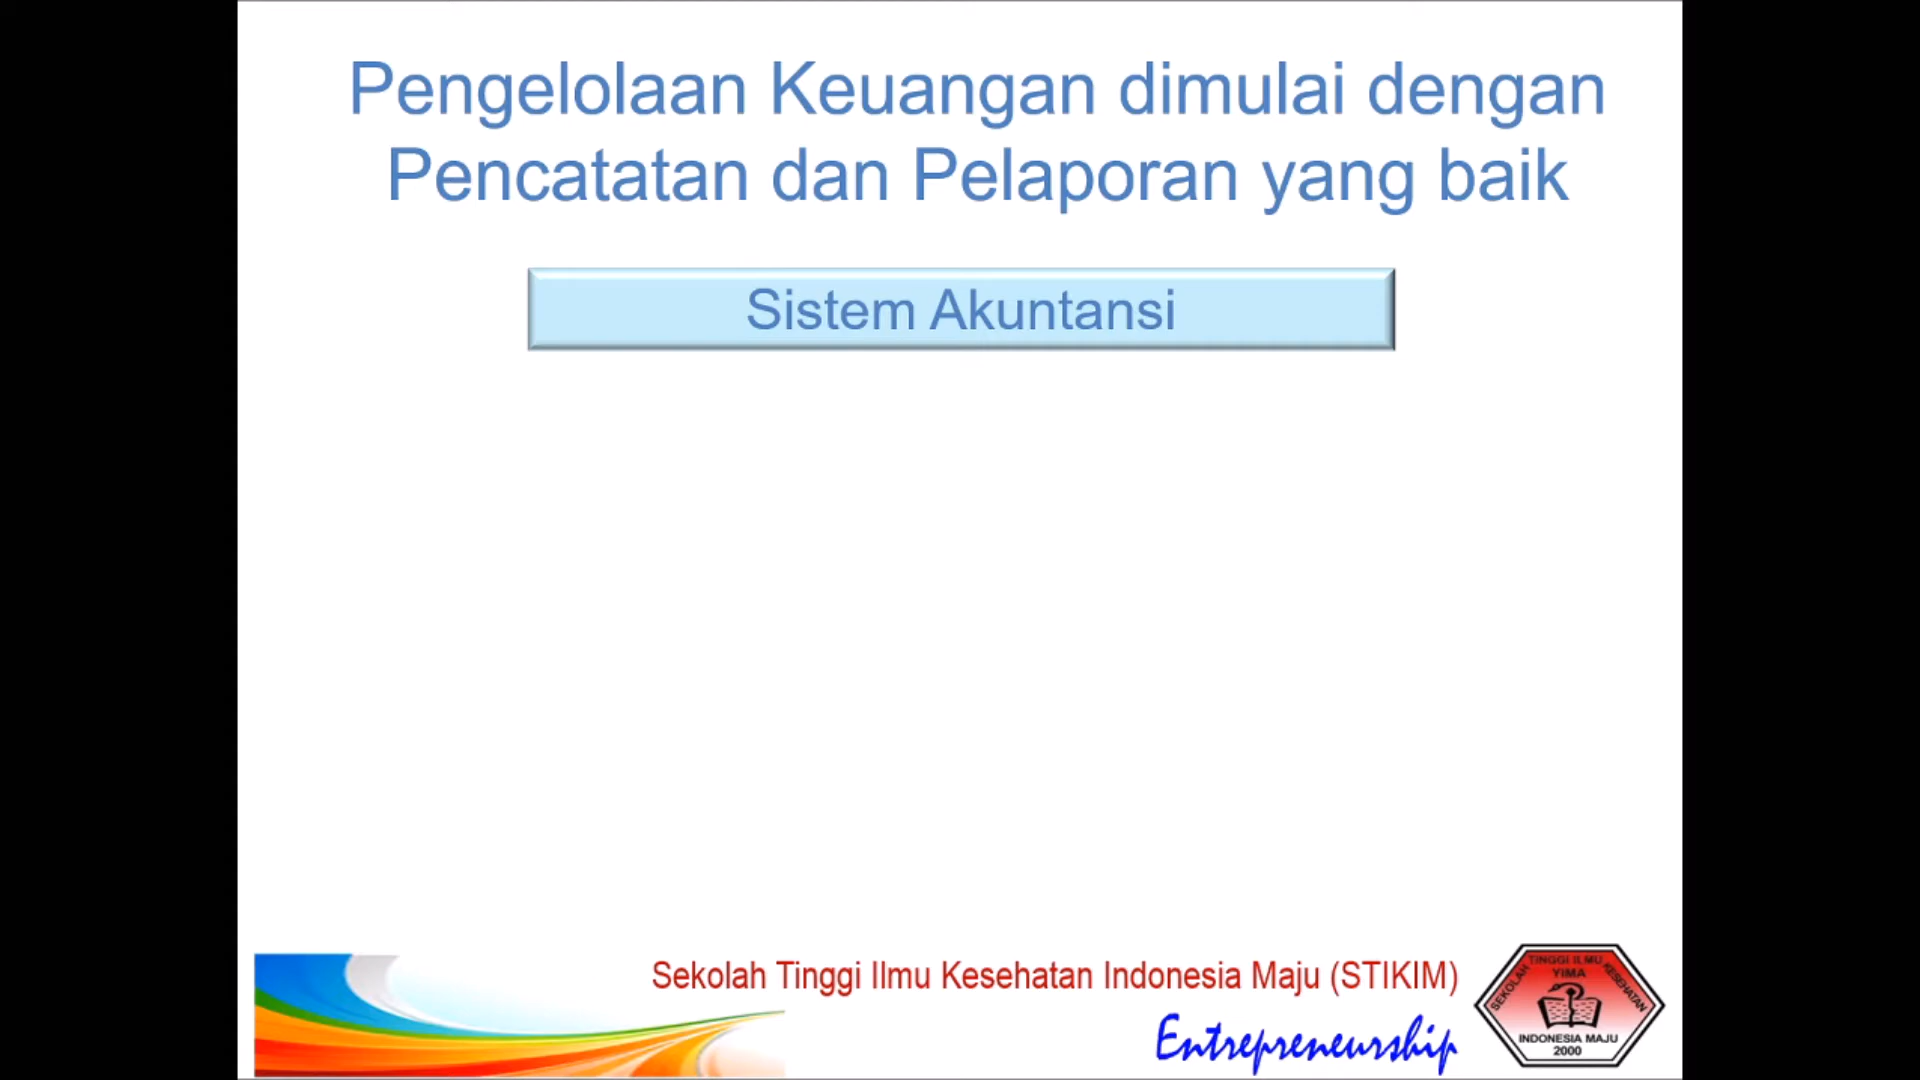 Pengelolaan Keuangan dimulai dengan
Pencatatan dan Pelaporan yang baik
Sistem Akuntansi
Sekolah Tinggi Ilmu Kesehatan Indonesia Maju (STIKIM)
Entrepreneurship
SEKOLAH TINGGI ILMU KESEHATAN
YIMA
INDONESIA MAJU
2000